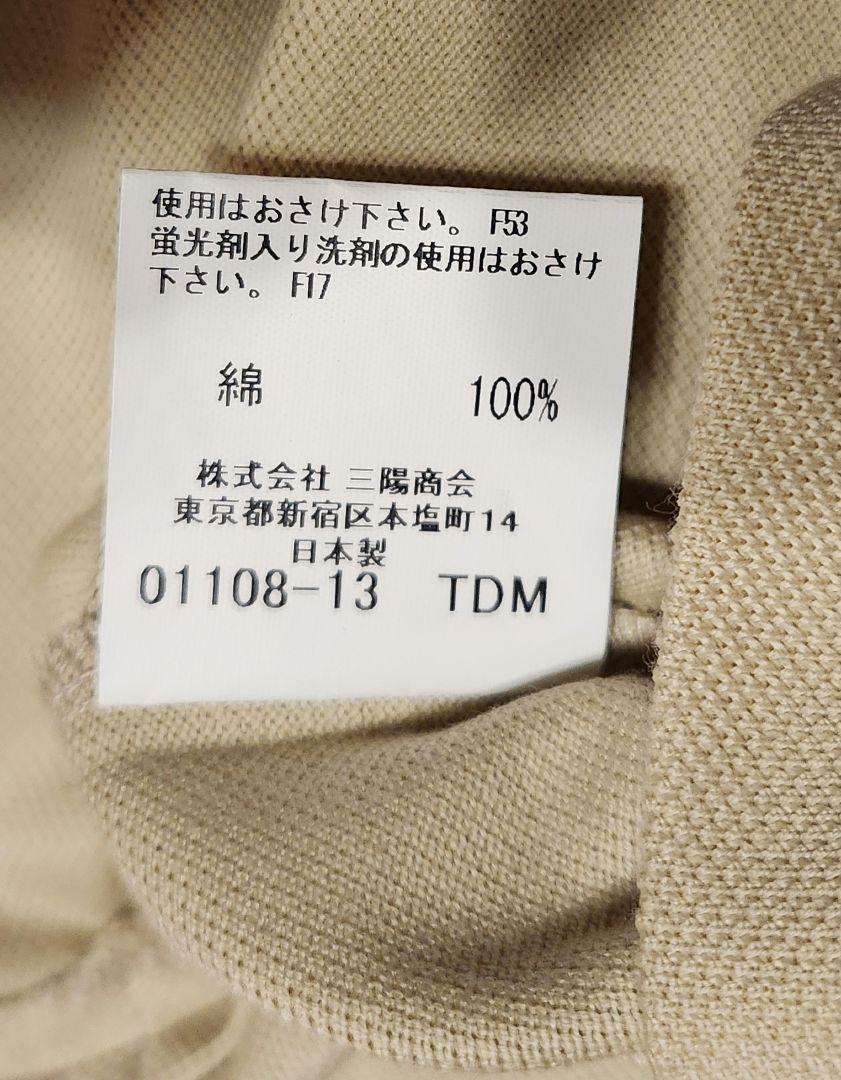 使用はおさけ下さい。 F53
蛍光剤入り洗剤の使用はおさけ
下さい。 F17
綿 100%
株式会社 三陽商会
東京都新宿区本塩町14
日本製
01108-13 TDM